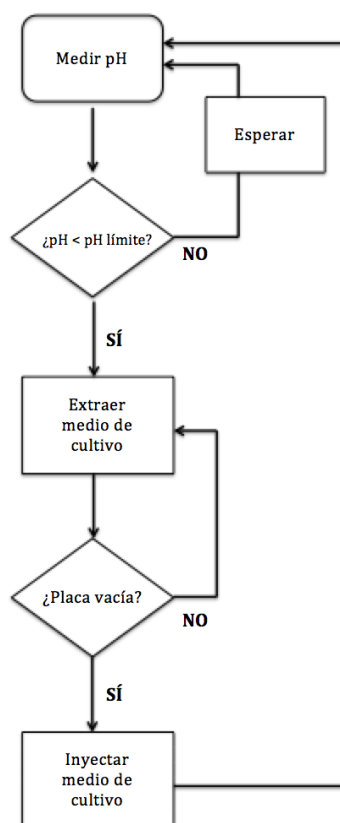 Medir pH
Esperar
¿pH < pH límite?
NO
SÍ
Extraer
medio de
cultivo
¿Placa vacía?
NO
SÍ
Inyectar
medio de
cultivo